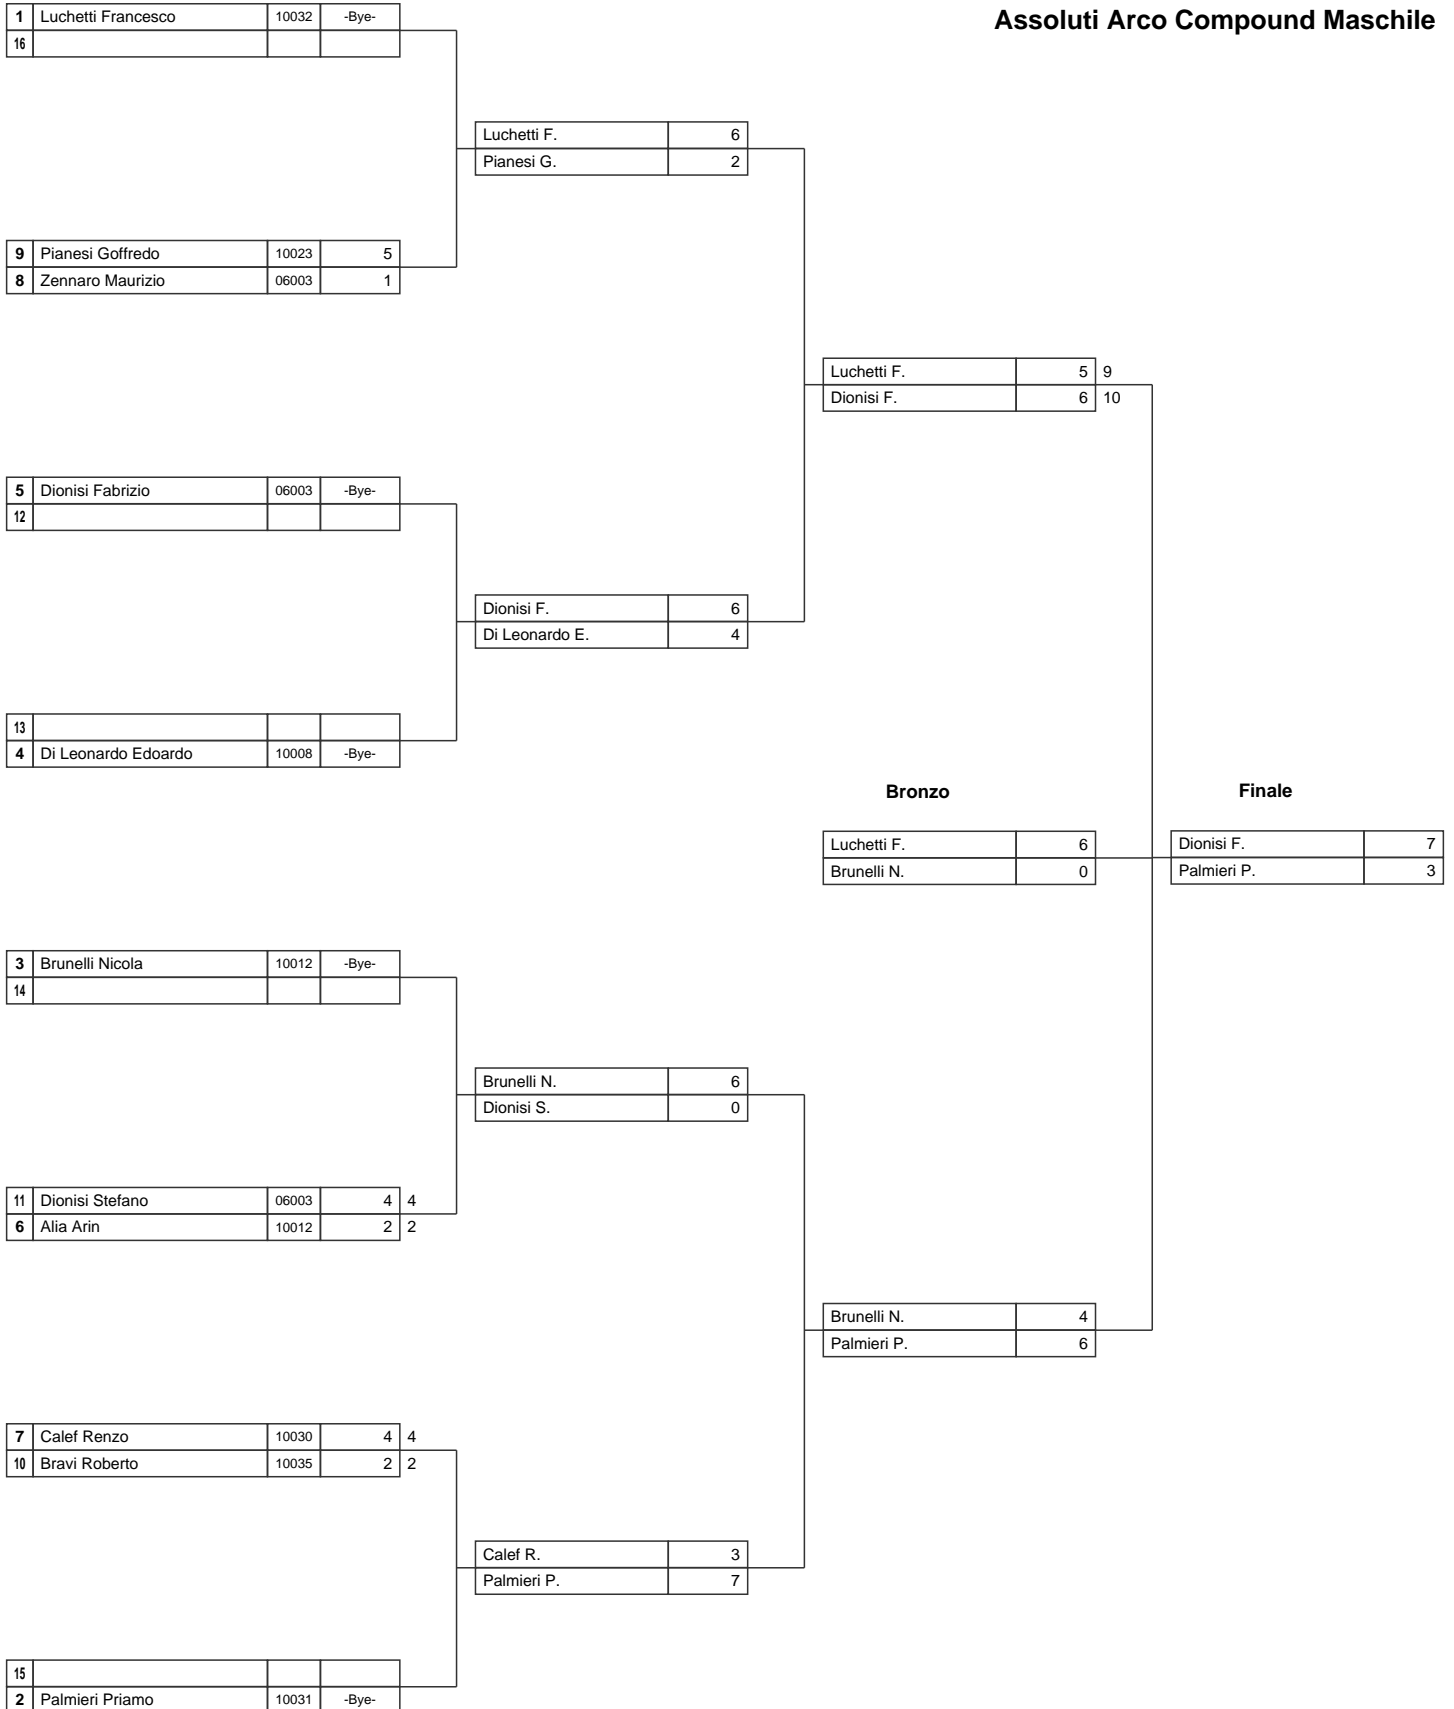 Assoluti Arco Compound Maschile
1 Luchetti Francesco 10032 -Bye-
16
Luchetti F. 6
Pianesi G. 2
9 Pianesi Goffredo 10023 5
8 Zennaro Maurizio 06003 1
Luchetti F. 5 9
Dionisi F. 6 10
5 Dionisi Fabrizio 06003 -Bye-
12
Dionisi F. 6
Di Leonardo E. 4
13
4 Di Leonardo Edoardo 10008 -Bye-
Bronzo Finale
Luchetti F. 6 Dionisi F. 7
Brunelli N. 0 Palmieri P. 3
3 Brunelli Nicola 10012 -Bye-
14
Brunelli N. 6
Dionisi S. 0
11 Dionisi Stefano 06003 4 4
6 Alia Arin 10012 2 2
Brunelli N. 4
Palmieri P. 6
7 Calef Renzo 10030 4 4
10 Bravi Roberto 10035 2 2
Calef R. 3
Palmieri P. 7
15
2 Palmieri Priamo 10031 -Bye-